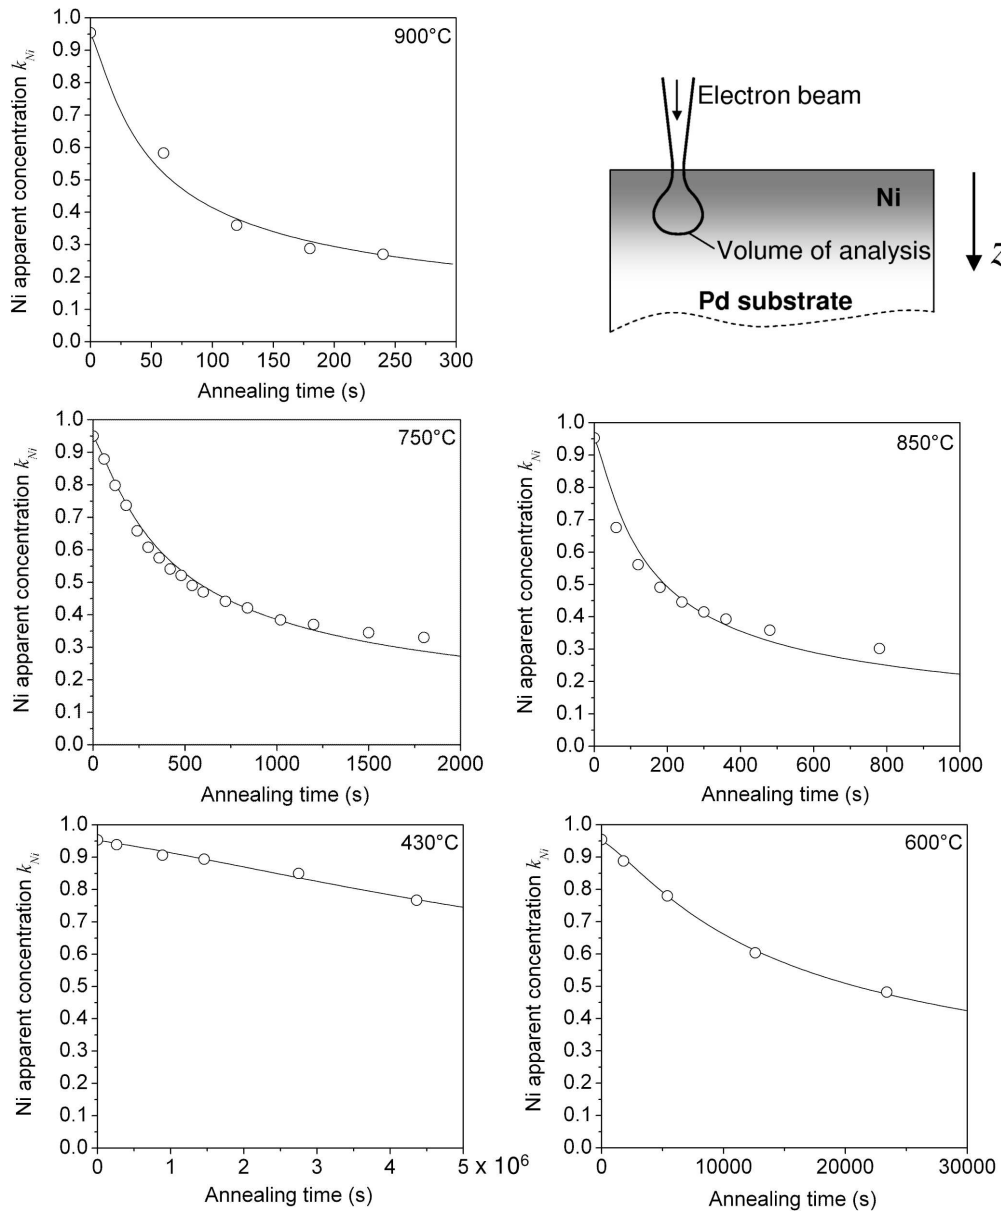 1.0
0.9
0.8
0.7
0.6
0.5
0.4
0.3
0.2
0.1
0.0
Ni apparent concentration k_Ni
900°C
0 50 100 150 200 250 300
Annealing time (s)
Electron beam
Ni
Volume of analysis
Pd substrate
z
1.0
0.9
0.8
0.7
0.6
0.5
0.4
0.3
0.2
0.1
0.0
Ni apparent concentration k_Ni
750°C
0 500 1000 1500 2000
Annealing time (s)
1.0
0.9
0.8
0.7
0.6
0.5
0.4
0.3
0.2
0.1
0.0
Ni apparent concentration k_Ni
850°C
0 200 400 600 800 1000
Annealing time (s)
1.0
0.9
0.8
0.7
0.6
0.5
0.4
0.3
0.2
0.1
0.0
Ni apparent concentration k_Ni
430°C
0 1 2 3 4 5 x 10⁶
Annealing time (s)
1.0
0.9
0.8
0.7
0.6
0.5
0.4
0.3
0.2
0.1
0.0
Ni apparent concentration k_Ni
600°C
0 10000 20000 30000
Annealing time (s)